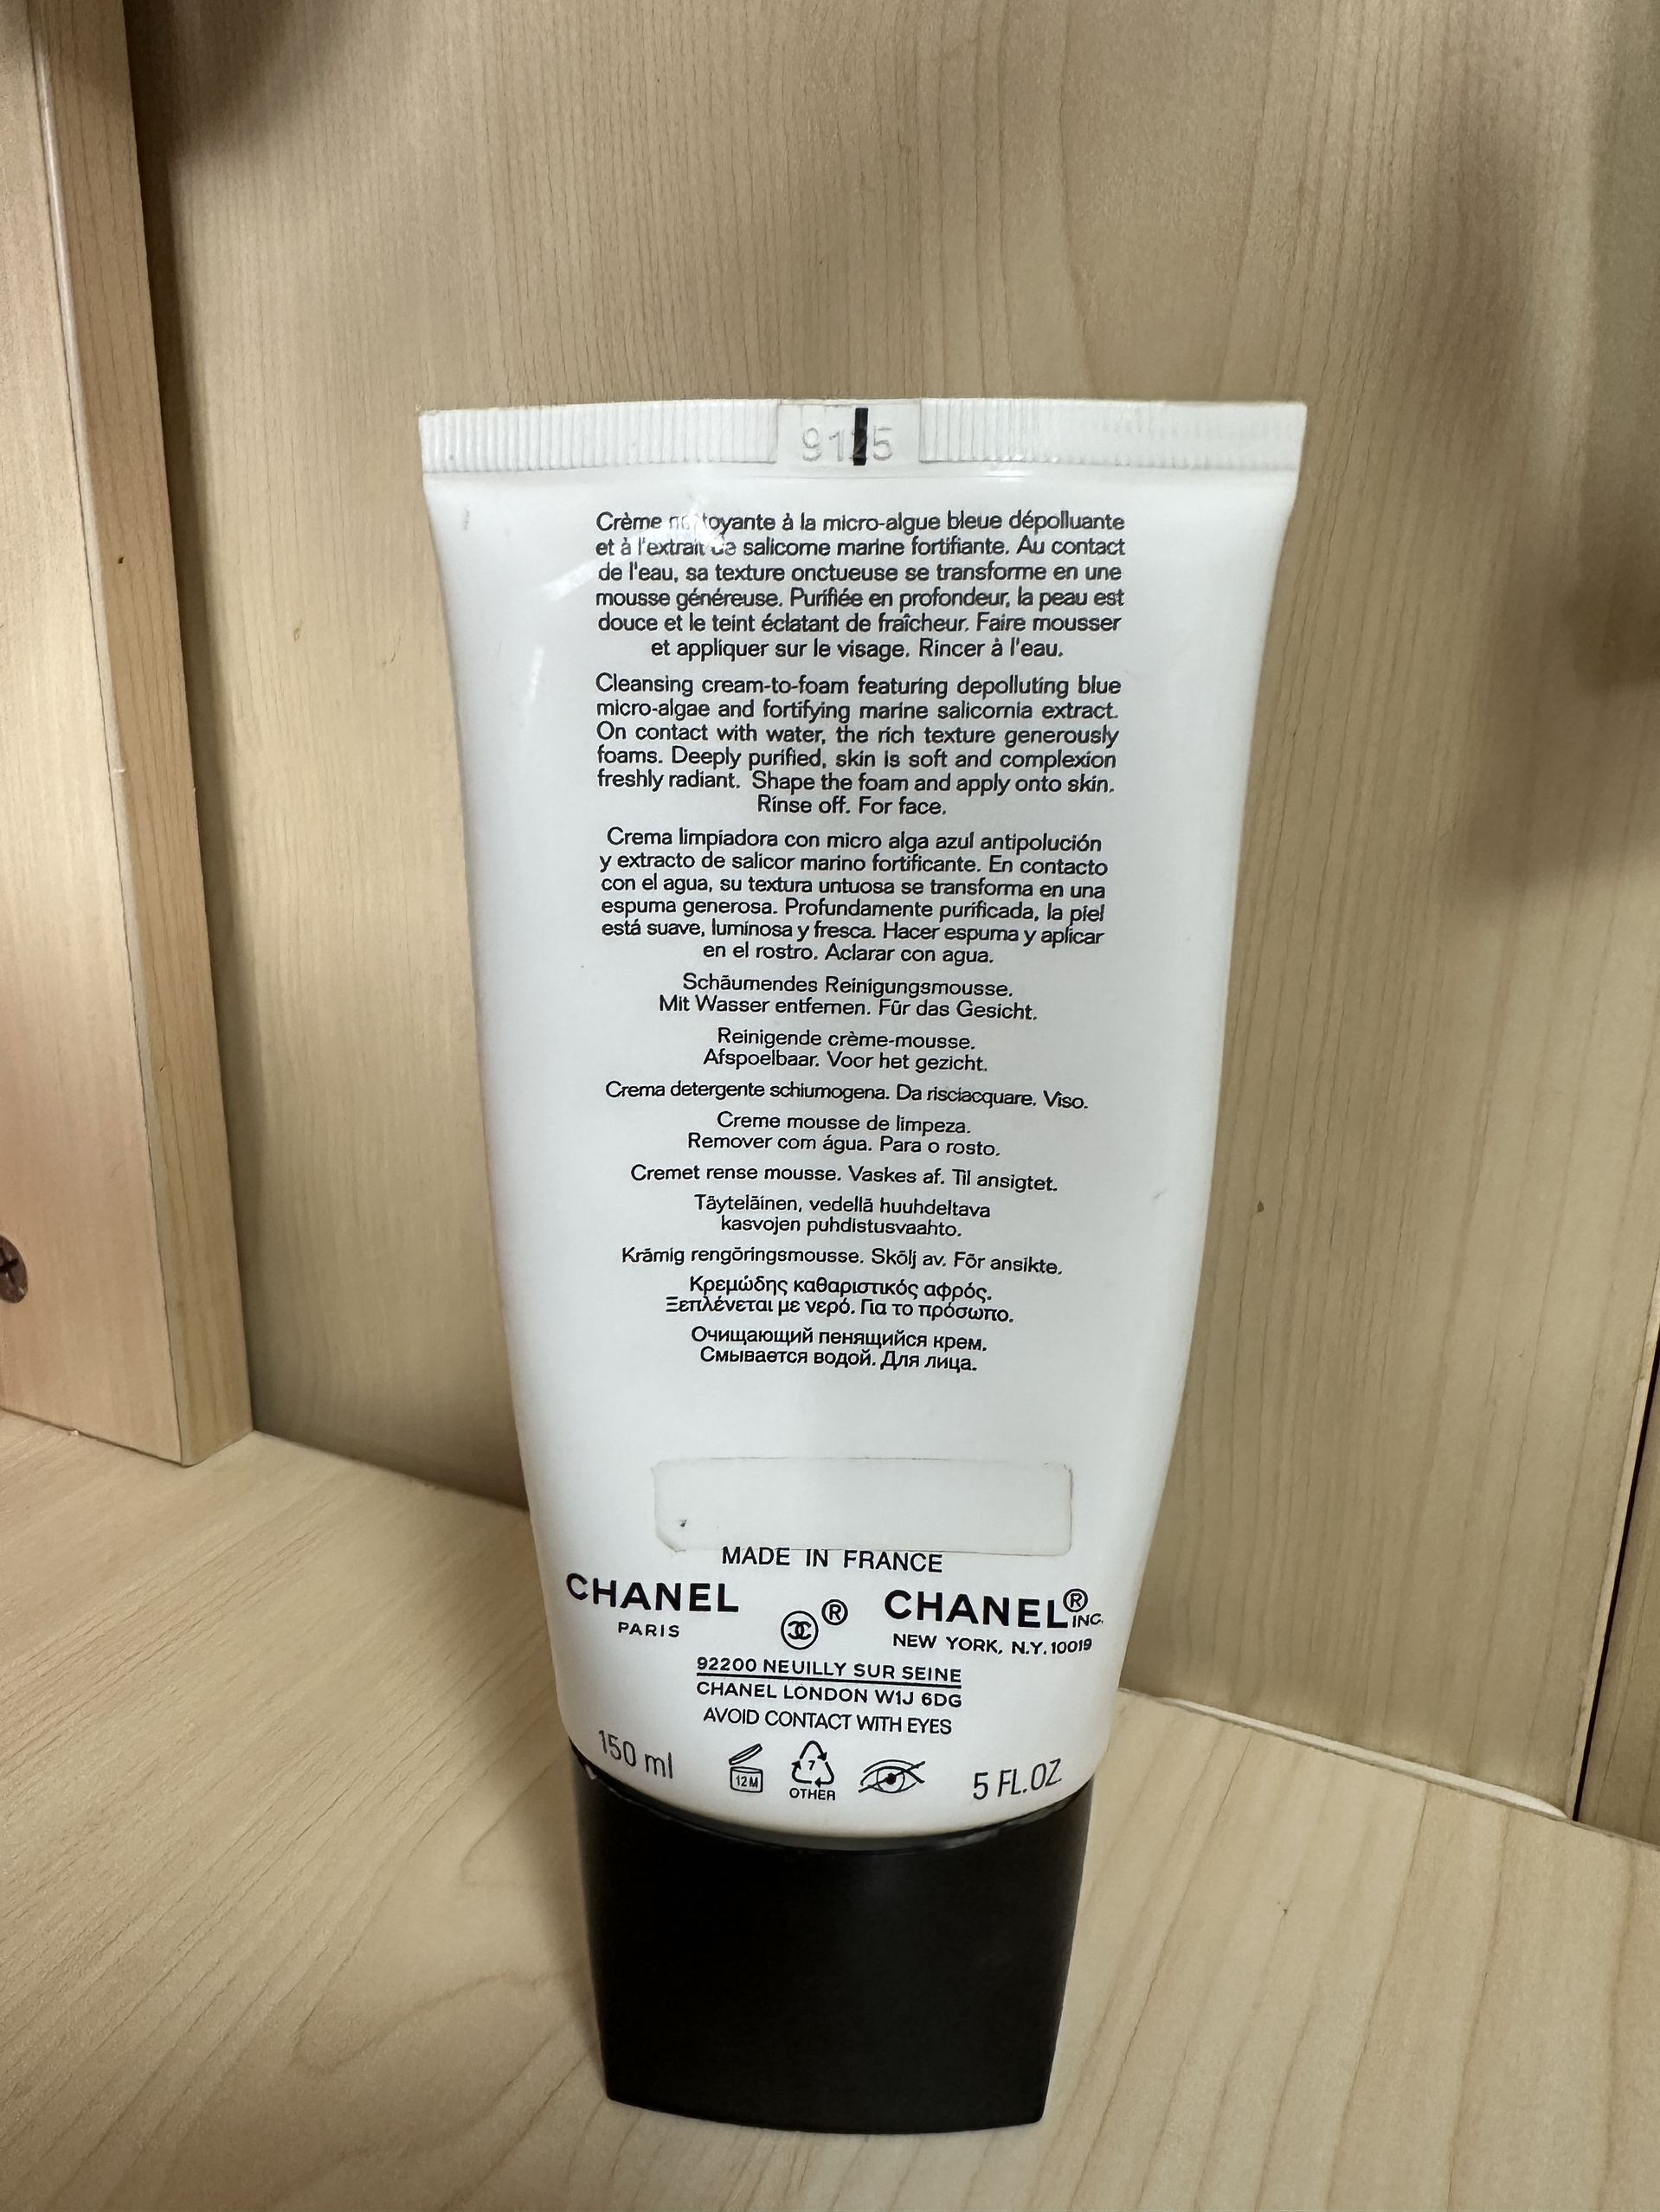 Crème nettoyante à la micro-algue bleue dépolluante
et à l'extrait de salicorne marine fortifiante. Au contact
de l'eau, sa texture onctueuse se transforme en une
mousse généreuse. Purifiée en profondeur, la peau est
douce et le teint éclatant de fraîcheur. Faire mousser
et appliquer sur le visage. Rincer à l'eau.
Cleansing cream-to-foam featuring depolluting blue
micro-algae and fortifying marine salicornia extract.
On contact with water, the rich texture generously
foams. Deeply purified, skin is soft and complexion
freshly radiant. Shape the foam and apply onto skin.
Rinse off. For face.
Crema limpiadora con micro alga azul antipolución
y extracto de salicor marino fortificante. En contacto
con el agua, su textura untuosa se transforma en una
espuma generosa. Profundamente purificada, la piel
está suave, luminosa y fresca. Hacer espuma y aplicar
en el rostro. Aclarar con agua.
Schäumendes Reinigungsmousse.
Mit Wasser entfernen. Für das Gesicht.
Reinigende crème-mousse.
Afspoelbaar. Voor het gezicht.
Crema detergente schiumogena. Da risciacquare. Viso.
Creme mousse de limpeza.
Remover com água. Para o rosto.
Cremet rense mousse. Vaskes af. Til ansigtet.
Täyteläinen, vedellä huuhdeltava
kasvojen puhdistusvaahto.
Krämig rengöringsmousse. Skölj av. För ansikte.
Κρεμώδης καθαριστικός αφρός.
Ξεπλένεται με νερό. Για το πρόσωπο.
Очищающий пенящийся крем.
Смывается водой. Для лица.
MADE IN FRANCE
CHANEL CHANEL® INC.
PARIS ® NEW YORK, N.Y. 10019
92200 NEUILLY SUR SEINE
CHANEL LONDON W1J 6DG
AVOID CONTACT WITH EYES
150 ml 12 M 7 5 FL.OZ.
OTHER